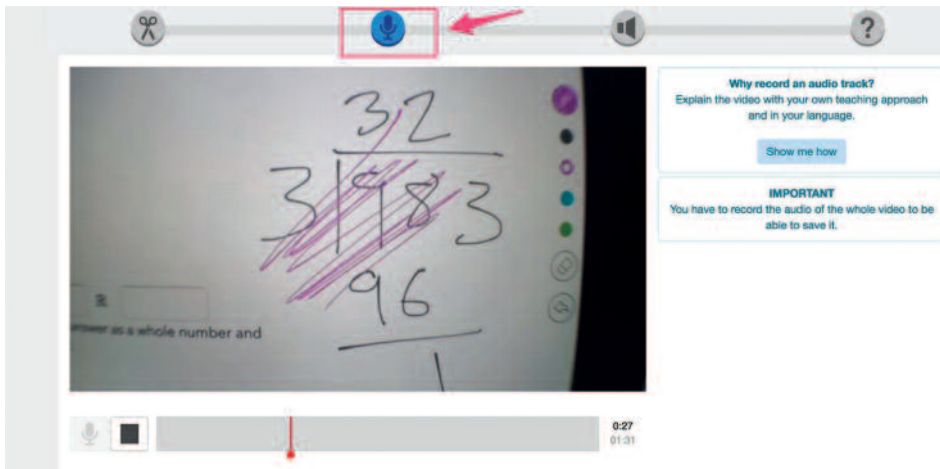 ?
Why record an audio track?
Explain the video with your own teaching approach
and in your language.
Show me how
IMPORTANT
You have to record the audio of the whole video to be
able to save it.
32
3 983
96
1
R
answer as a whole number and
0:27
01:31